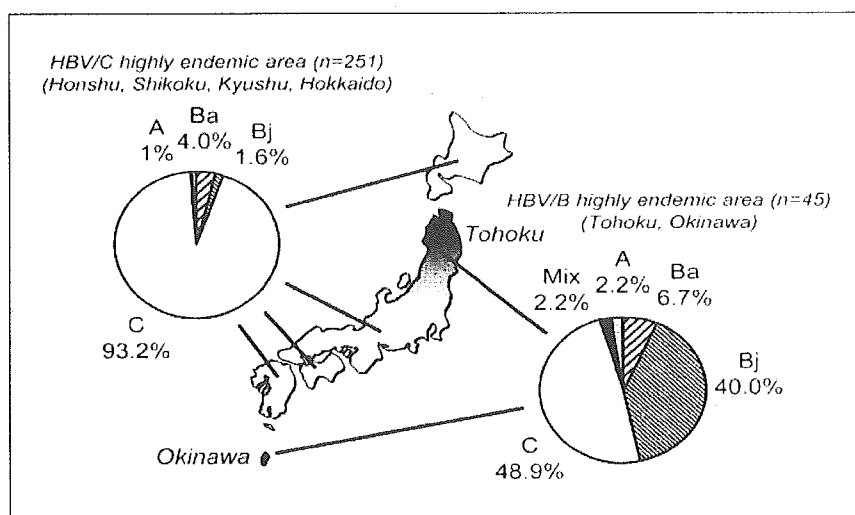 HBV/C highly endemic area (n=251)
(Honshu, Shikoku, Kyushu, Hokkaido)
A
1%
Ba
4.0%
Bj
1.6%
C
93.2%
HBV/B highly endemic area (n=45)
(Tohoku, Okinawa)
Tohoku
Mix
2.2%
A
2.2%
Ba
6.7%
Bj
40.0%
C
48.9%
Okinawa